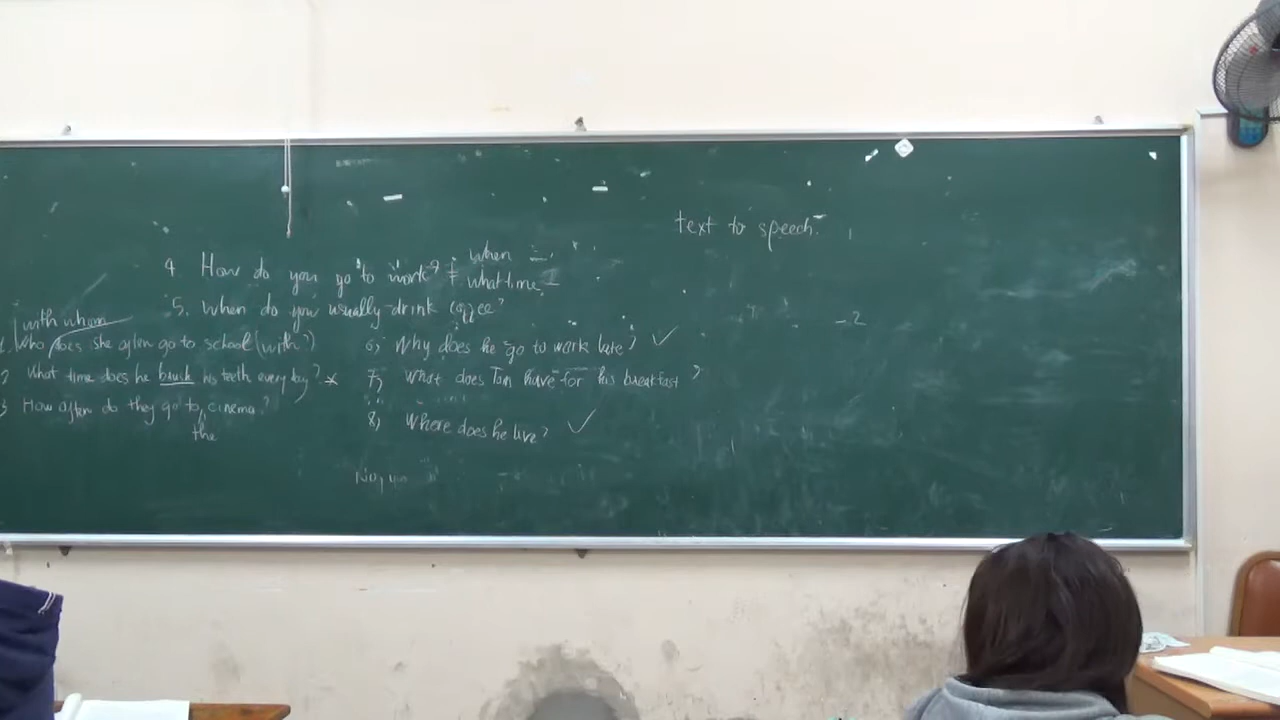 text to speech.
when
4 How do you go to work? ≠ what time
5. When do you usually drink coffee?
with whom
1. Who does she often go to school (with?)
2 What time does he brush his teeth every day?
3 How often do they go to cinema?
the
6, Why does he go to work late?
7, What does Tom have for his breakfast?
8, Where does he live?